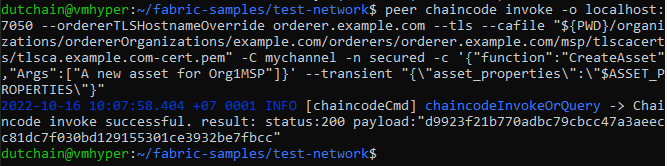 dutchain@vmhyper:~/fabric-samples/test-network$ peer chaincode invoke -o localhost:
7050 --ordererTLSHostnameOverride orderer.example.com --tls --cafile "${PWD}/organi
zations/ordererOrganizations/example.com/orderers/orderer.example.com/msp/tlscacert
s/tlsca.example.com-cert.pem" -C mychannel -n secured -c '{"function":"CreateAsset"
,"Args":["A new asset for Org1MSP"]}' --transient "{\"asset_properties\":\"$ASSET_P
ROPERTIES\"}"
2022-10-16 10:07:58.404 +07 0001 INFO [chaincodeCmd] chaincodeInvokeOrQuery -> Chai
ncode invoke successful. result: status:200 payload:"d9923f21b770adbc79cbcc47a3aeec
c81dc7f030bd129155301ce3932be7fbcc"
dutchain@vmhyper:~/fabric-samples/test-network$